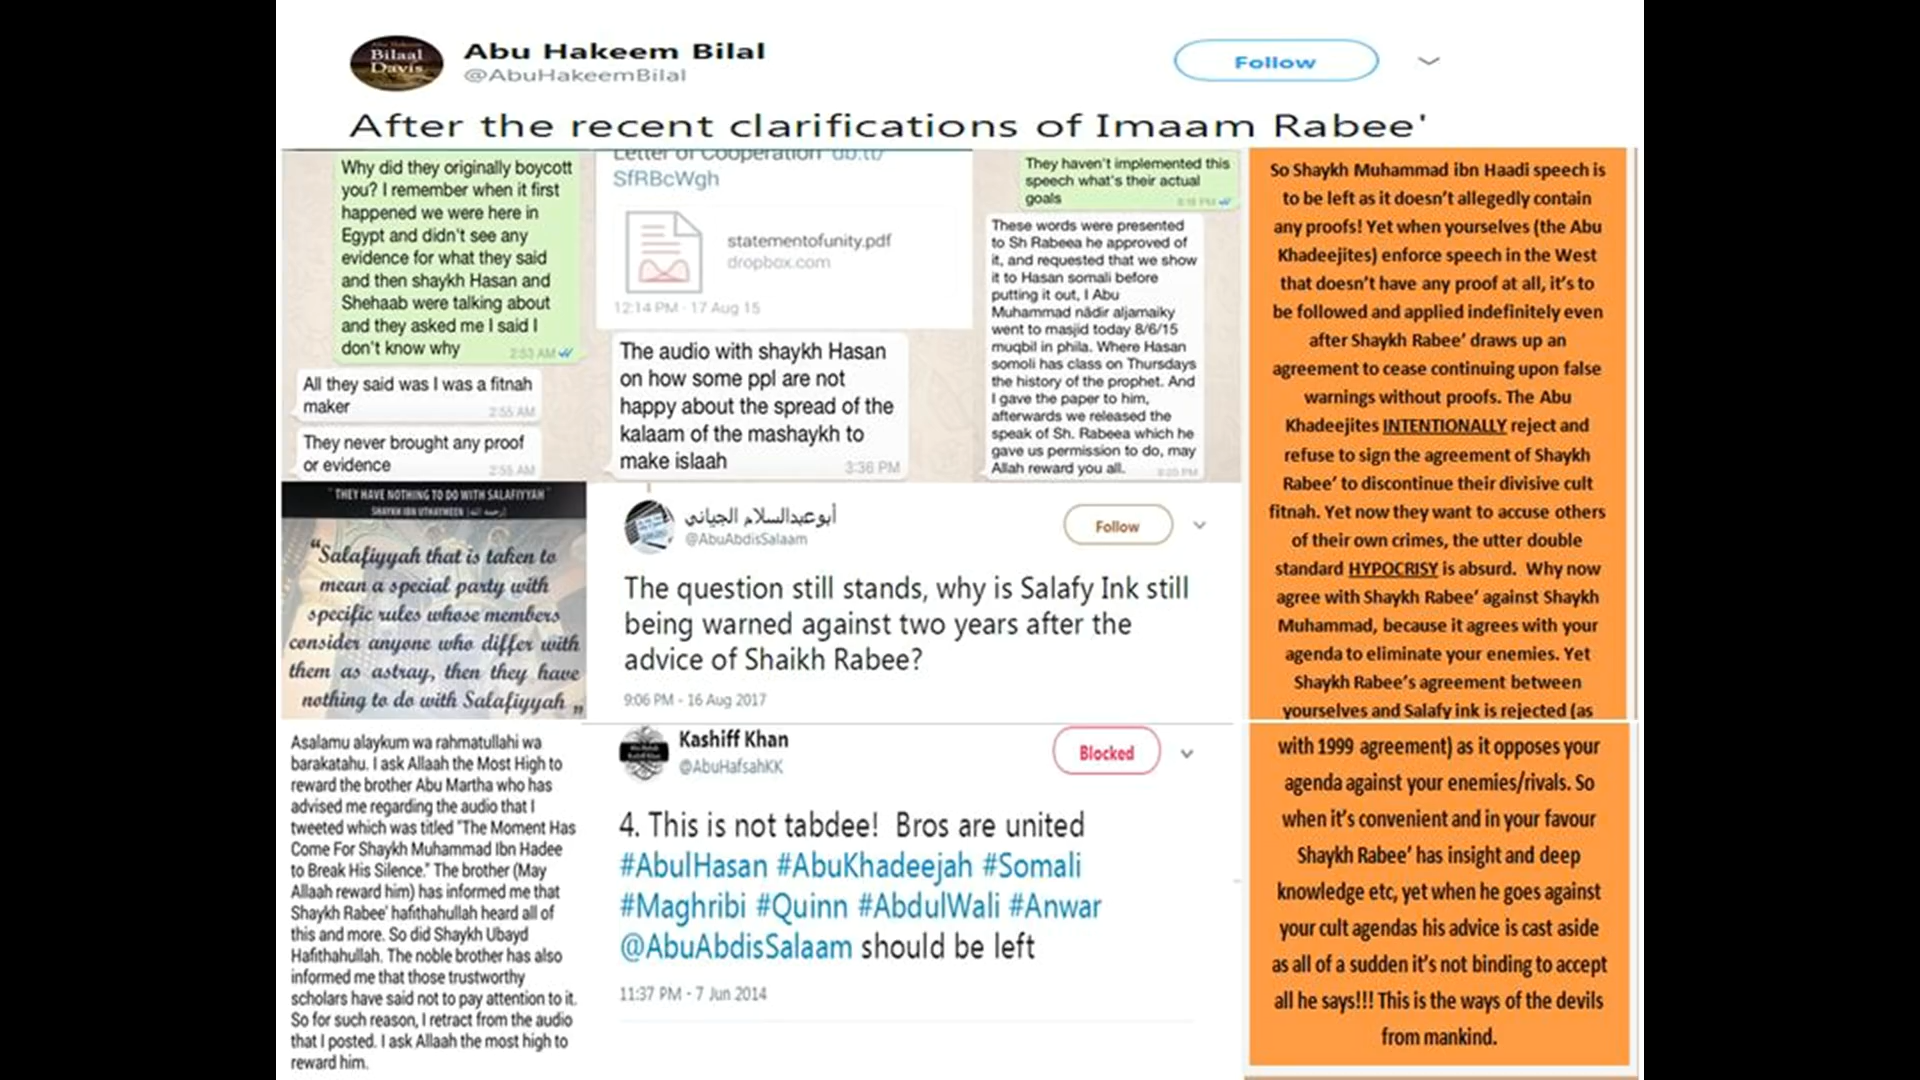 Bilaal
Davis
Abu Hakeem Bilal
@AbuHakeemBilal
Follow
After the recent clarifications of Imaam Rabee'
Why did they originally boycott
you? I remember when it first
happened we were here in
Egypt and didn't see any
evidence for what they said
and then shaykh Hasan and
Shehaab were talking about
and they asked me I said I
don't know why
2:53 AM
All they said was I was a fitnah
maker
2:55 AM
They never brought any proof
or evidence
2:55 AM
Letter of Cooperation db.tt/
SfRBcWgh
statementofunity.pdf
dropbox.com
12:14 PM - 17 Aug 15
The audio with shaykh Hasan
on how some ppl are not
happy about the spread of the
kalaam of the mashaykh to
make islaah
3:36 PM
They haven't implemented this
speech what's their actual
goals
These words were presented
to Sh Rabeea he approved of
it, and requested that we show
it to Hasan somali before
putting it out, I Abu
Muhammad nādir aljamaiky
went to masjid today 8/6/15
muqbil in phila. Where Hasan
somoli has class on Thursdays
the history of the prophet. And
I gave the paper to him,
afterwards we released the
speak of Sh. Rabeea which he
gave us permission to do, may
Allah reward you all.
So Shaykh Muhammad ibn Haadi speech is
to be left as it doesn't allegedly contain
any proofs! Yet when yourselves (the Abu
Khadeejites) enforce speech in the West
that doesn't have any proof at all, it's to
be followed and applied indefinitely even
after Shaykh Rabee' draws up an
agreement to cease continuing upon false
warnings without proofs. The Abu
Khadeejites INTENTIONALLY reject and
refuse to sign the agreement of Shaykh
Rabee' to discontinue their divisive cult
fitnah. Yet now they want to accuse others
of their own crimes, the utter double
standard HYPOCRISY is absurd. Why now
agree with Shaykh Rabee' against Shaykh
Muhammad, because it agrees with your
agenda to eliminate your enemies. Yet
Shaykh Rabee's agreement between
yourselves and Salafy ink is rejected (as
with 1999 agreement) as it opposes your
agenda against your enemies/rivals. So
when it's convenient and in your favour
Shaykh Rabee' has insight and deep
knowledge etc, yet when he goes against
your cult agendas his advice is cast aside
as all of a sudden it's not binding to accept
all he says!!! This is the ways of the devils
from mankind.
THEY HAVE NOTHING TO DO WITH SALAFIYYAH
SHAYKH IBN UTHAYMEEN
"Salafiyyah that is taken to
mean a special party with
specific rules whose members
consider anyone who differ with
them as astray, then they have
nothing to do with Salafiyyah "
أبوعبدالسلام الجياني
@AbuAbdisSalaam
Follow
The question still stands, why is Salafy Ink still
being warned against two years after the
advice of Shaikh Rabee?
9:06 PM - 16 Aug 2017
Asalamu alaykum wa rahmatullahi wa
barakatahu. I ask Allaah the Most High to
reward the brother Abu Martha who has
advised me regarding the audio that I
tweeted which was titled "The Moment Has
Come For Shaykh Muhammad Ibn Hadee
to Break His Silence." The brother (May
Allaah reward him) has informed me that
Shaykh Rabee' hafithahullah heard all of
this and more. So did Shaykh Ubayd
Hafithahullah. The noble brother has also
informed me that those trustworthy
scholars have said not to pay attention to it.
So for such reason, I retract from the audio
that I posted. I ask Allaah the most high to
reward him.
Kashiff Khan
@AbuHafsahKK
Blocked
4. This is not tabdee! Bros are united
#AbulHasan #AbuKhadeejah #Somali
#Maghribi #Quinn #AbdulWali #Anwar
@AbuAbdisSalaam should be left
11:37 PM - 7 Jun 2014